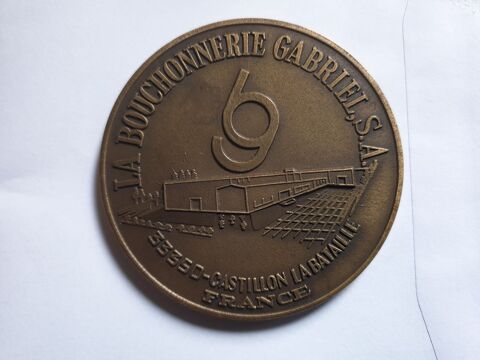 LA BOUCHONNERIE GABRIEL, S.A.
33350-CASTILLON LA BATAILLE
FRANCE